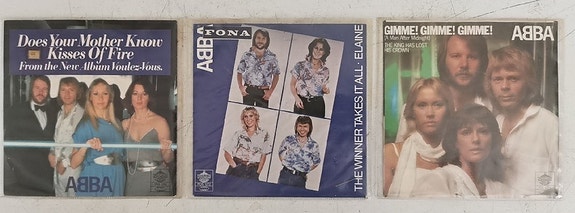 Does Your Mother Know
Kisses Of Fire
From the New Album Voulez-Vous.
ABBA
FONA
ABBA
THE WINNER TAKES IT ALL · ELAINE
GIMME! GIMME! GIMME!
(A Man After Midnight)
THE KING HAS LOST
HIS CROWN
ABBA